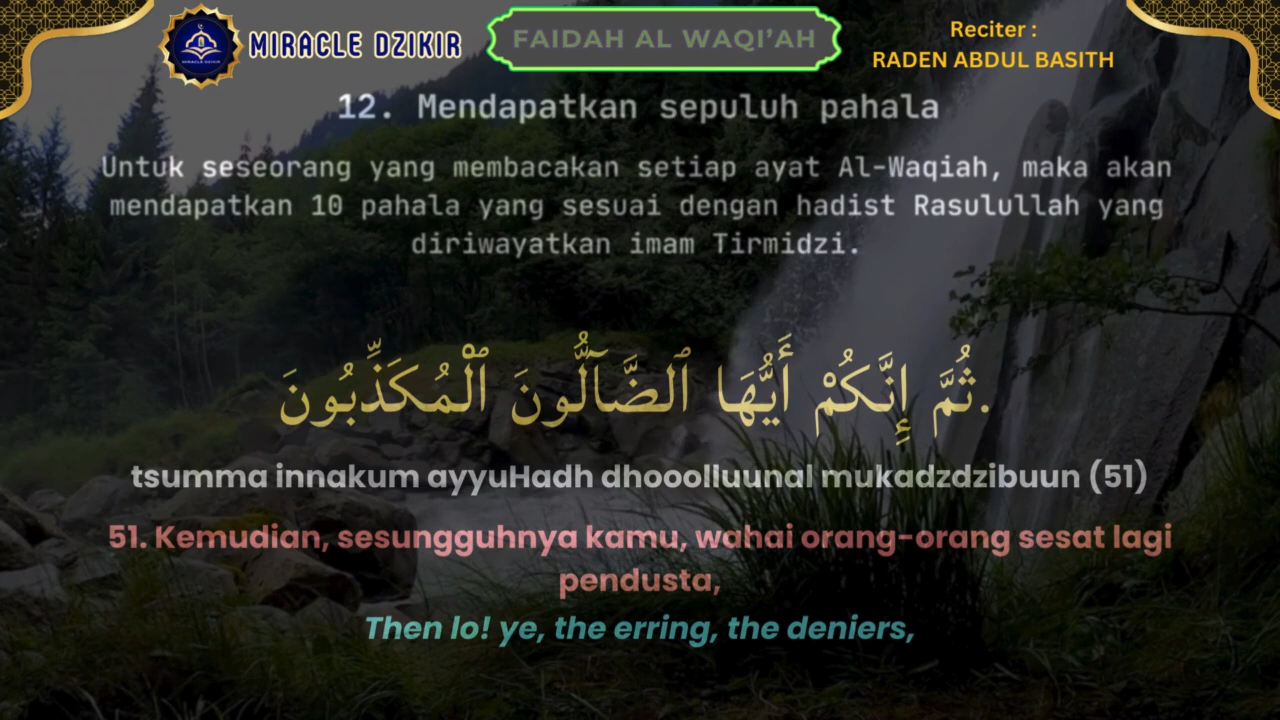 MIRACLE DZIKIR
FAIDAH AL WAQI’AH
Reciter :
RADEN ABDUL BASITH
12. Mendapatkan sepuluh pahala
Untuk seseorang yang membacakan setiap ayat Al-Waqiah, maka akan
mendapatkan 10 pahala yang sesuai dengan hadist Rasulullah yang
diriwayatkan imam Tirmidzi.
ثُمَّ إِنَّكُمْ أَيُّهَا ٱلضَّآلُّونَ ٱلْمُكَذِّبُونَ.
tsumma innakum ayyuHadh dhooolluunal mukadzdzibuun (51)
51. Kemudian, sesungguhnya kamu, wahai orang-orang sesat lagi
pendusta,
Then lo! ye, the erring, the deniers,